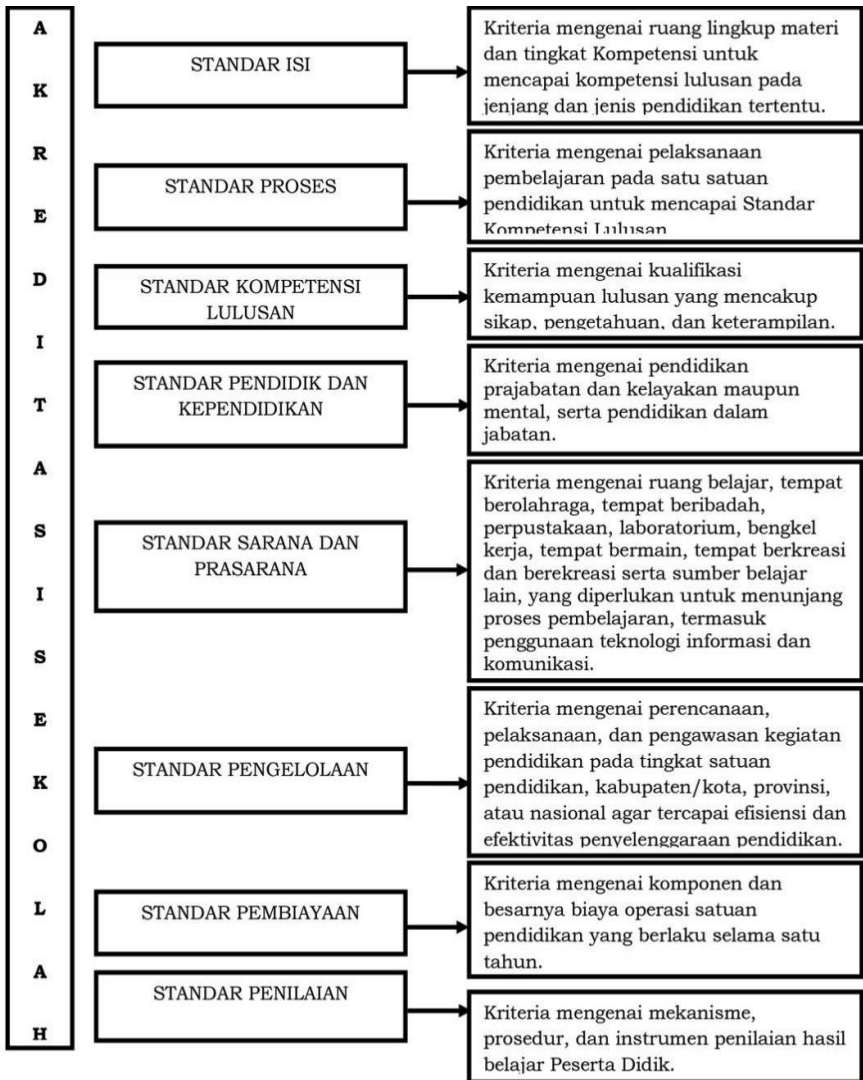 A
K
R
E
D
I
T
A
S
I
S
E
K
O
L
A
H
STANDAR ISI
Kriteria mengenai ruang lingkup materi
dan tingkat Kompetensi untuk
mencapai kompetensi lulusan pada
jenjang dan jenis pendidikan tertentu.
STANDAR PROSES
Kriteria mengenai pelaksanaan
pembelajaran pada satu satuan
pendidikan untuk mencapai Standar
Kompetensi Lulusan
STANDAR KOMPETENSI
LULUSAN
Kriteria mengenai kualifikasi
kemampuan lulusan yang mencakup
sikap, pengetahuan, dan keterampilan.
STANDAR PENDIDIK DAN
KEPENDIDIKAN
Kriteria mengenai pendidikan
prajabatan dan kelayakan maupun
mental, serta pendidikan dalam
jabatan.
STANDAR SARANA DAN
PRASARANA
Kriteria mengenai ruang belajar, tempat
berolahraga, tempat beribadah,
perpustakaan, laboratorium, bengkel
kerja, tempat bermain, tempat berkreasi
dan berekreasi serta sumber belajar
lain, yang diperlukan untuk menunjang
proses pembelajaran, termasuk
penggunaan teknologi informasi dan
komunikasi.
STANDAR PENGELOLAAN
Kriteria mengenai perencanaan,
pelaksanaan, dan pengawasan kegiatan
pendidikan pada tingkat satuan
pendidikan, kabupaten/kota, provinsi,
atau nasional agar tercapai efisiensi dan
efektivitas penyelenggaraan pendidikan.
STANDAR PEMBIAYAAN
Kriteria mengenai komponen dan
besarnya biaya operasi satuan
pendidikan yang berlaku selama satu
tahun.
STANDAR PENILAIAN
Kriteria mengenai mekanisme,
prosedur, dan instrumen penilaian hasil
belajar Peserta Didik.